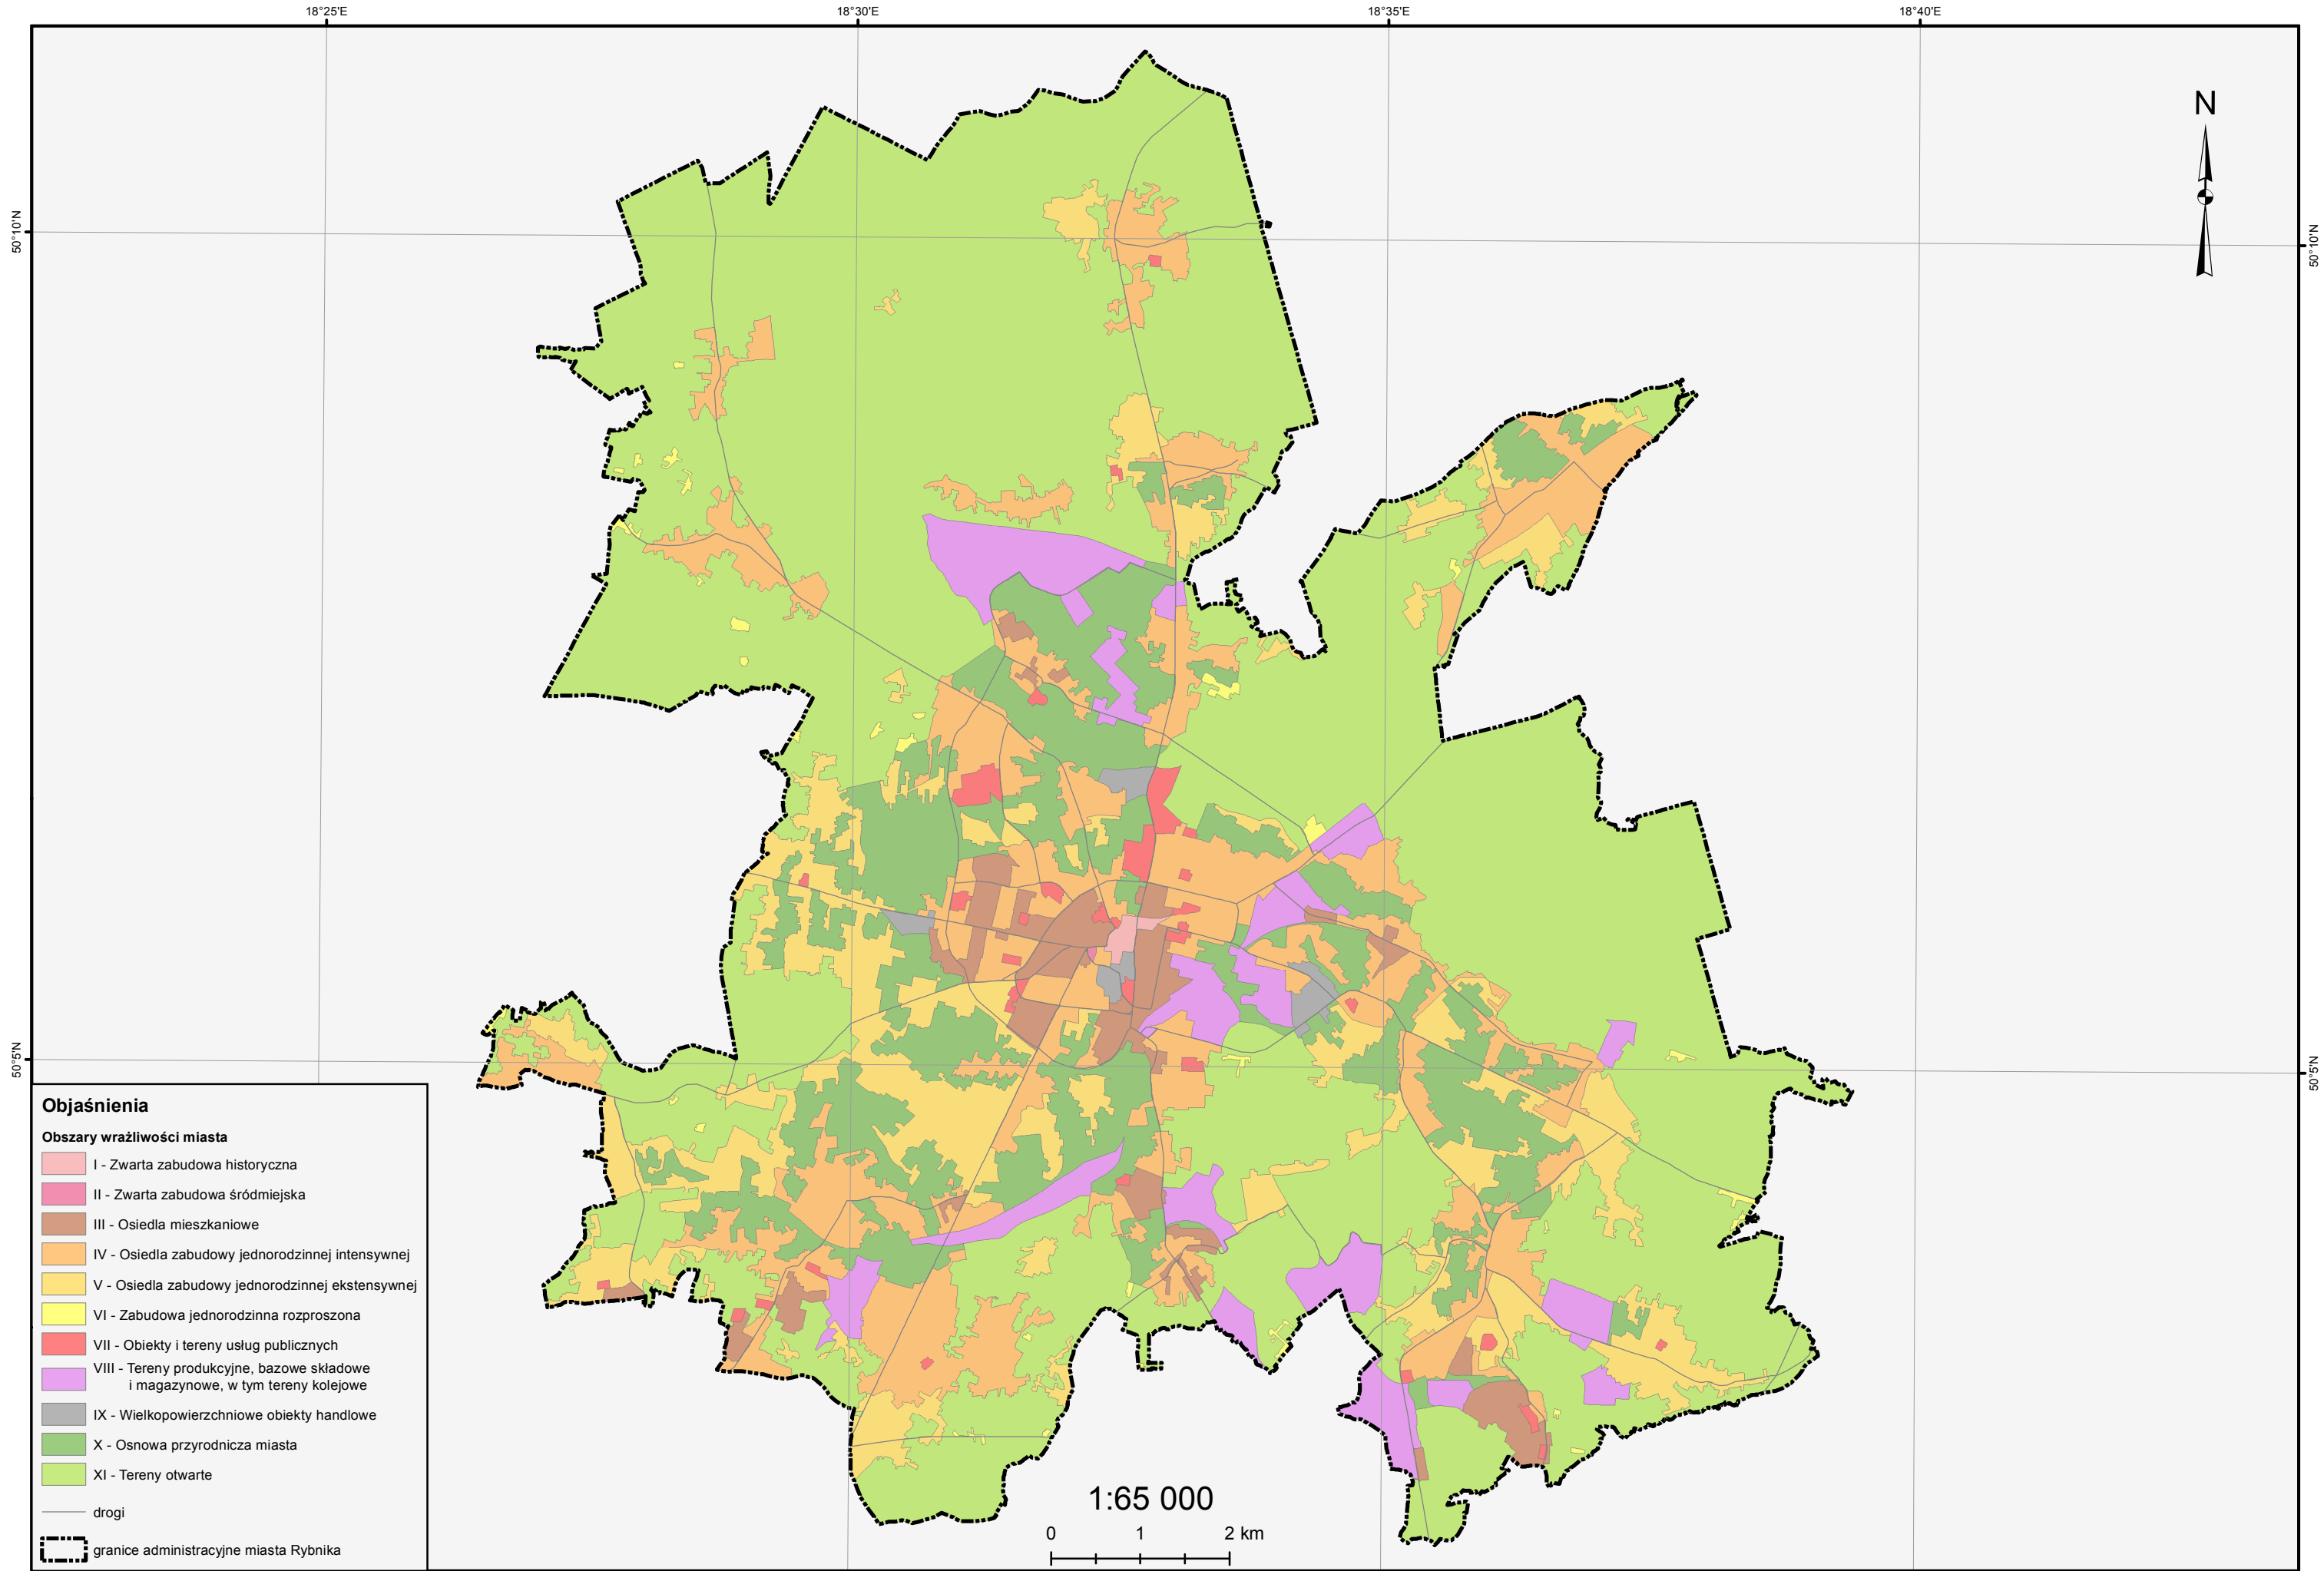 18°25'E
18°30'E
18°35'E
18°40'E
N
50°10'N
50°10'N
50°5'N
50°5'N
Objaśnienia
Obszary wrażliwości miasta
I - Zwarta zabudowa historyczna
II - Zwarta zabudowa śródmiejska
III - Osiedla mieszkaniowe
IV - Osiedla zabudowy jednorodzinnej intensywnej
V - Osiedla zabudowy jednorodzinnej ekstensywnej
VI - Zabudowa jednorodzinna rozproszona
VII - Obiekty i tereny usług publicznych
VIII - Tereny produkcyjne, bazowe składowe
i magazynowe, w tym tereny kolejowe
IX - Wielkopowierzchniowe obiekty handlowe
X - Osnowa przyrodnicza miasta
XI - Tereny otwarte
drogi
granice administracyjne miasta Rybnika
1:65 000
0 1 2 km